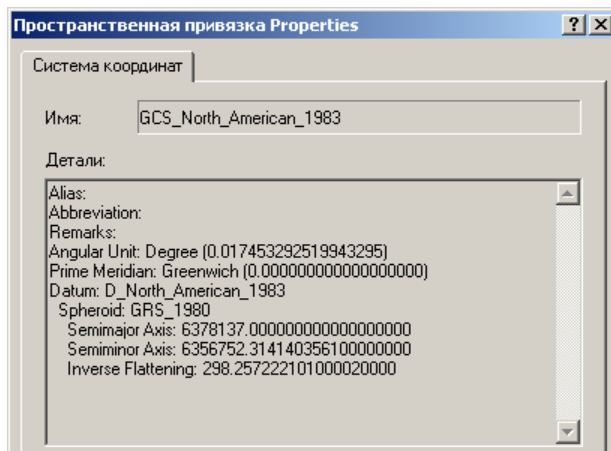 Пространственная привязка Properties
Система координат
Имя: GCS_North_American_1983
Детали:
Alias:
Abbreviation:
Remarks:
Angular Unit: Degree (0.017453292519943295)
Prime Meridian: Greenwich (0.000000000000000000)
Datum: D_North_American_1983
Spheroid: GRS_1980
Semimajor Axis: 6378137.000000000000000000
Semiminor Axis: 6356752.314140356100000000
Inverse Flattening: 298.257222101000020000